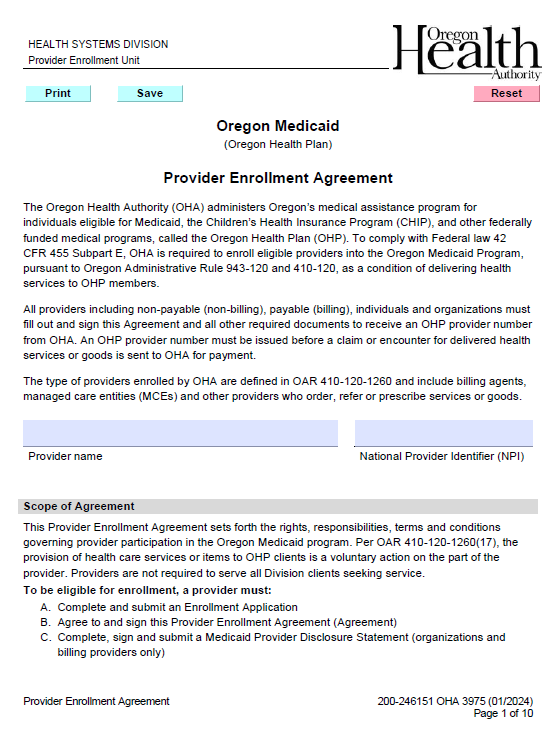 HEALTH SYSTEMS DIVISION
Provider Enrollment Unit
Oregon
Health
Authority
Print
Save
Reset
Oregon Medicaid
(Oregon Health Plan)
Provider Enrollment Agreement
The Oregon Health Authority (OHA) administers Oregon's medical assistance program for
individuals eligible for Medicaid, the Children's Health Insurance Program (CHIP), and other federally
funded medical programs, called the Oregon Health Plan (OHP). To comply with Federal law 42
CFR 455 Subpart E, OHA is required to enroll eligible providers into the Oregon Medicaid Program,
pursuant to Oregon Administrative Rule 943-120 and 410-120, as a condition of delivering health
services to OHP members.
All providers including non-payable (non-billing), payable (billing), individuals and organizations must
fill out and sign this Agreement and all other required documents to receive an OHP provider number
from OHA. An OHP provider number must be issued before a claim or encounter for delivered health
services or goods is sent to OHA for payment.
The type of providers enrolled by OHA are defined in OAR 410-120-1260 and include billing agents,
managed care entities (MCEs) and other providers who order, refer or prescribe services or goods.
Provider name
National Provider Identifier (NPI)
Scope of Agreement
This Provider Enrollment Agreement sets forth the rights, responsibilities, terms and conditions
governing provider participation in the Oregon Medicaid program. Per OAR 410-120-1260(17), the
provision of health care services or items to OHP clients is a voluntary action on the part of the
provider. Providers are not required to serve all Division clients seeking service.
To be eligible for enrollment, a provider must:
A. Complete and submit an Enrollment Application
B. Agree to and sign this Provider Enrollment Agreement (Agreement)
C. Complete, sign and submit a Medicaid Provider Disclosure Statement (organizations and
billing providers only)
Provider Enrollment Agreement
200-246151 OHA 3975 (01/2024)
Page 1 of 10